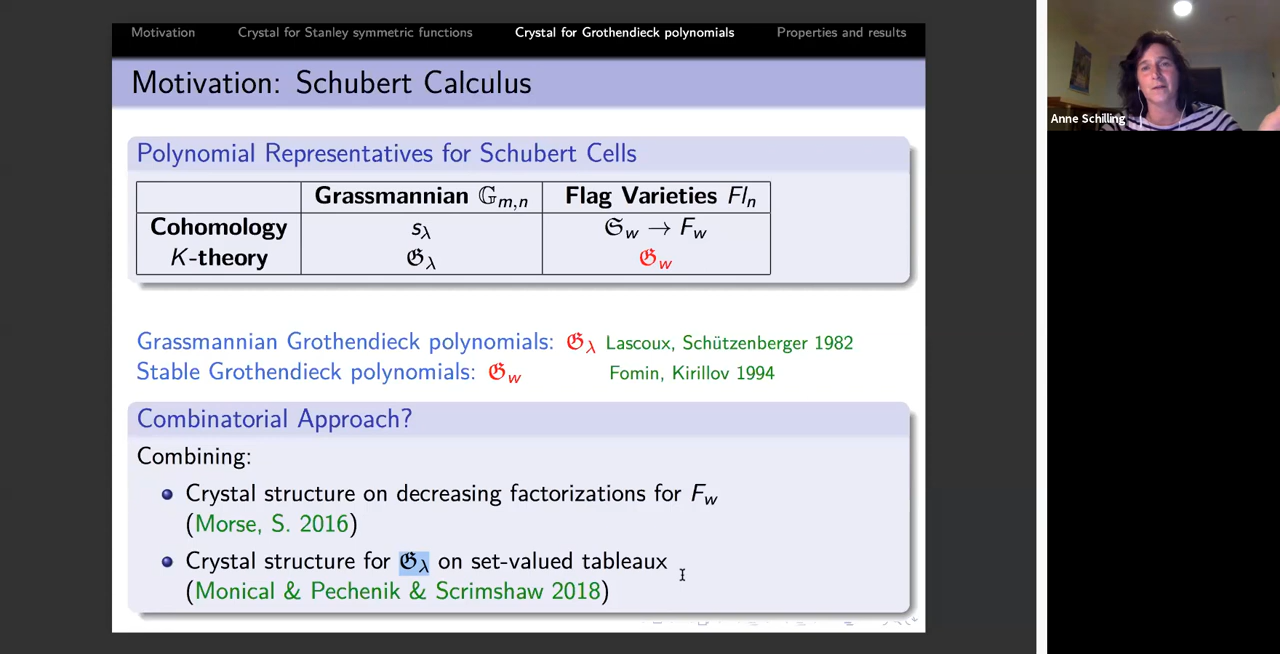 Motivation Crystal for Stanley symmetric functions Crystal for Grothendieck polynomials Properties and results
Motivation: Schubert Calculus
Polynomial Representatives for Schubert Cells
Grassmannian 𝔾m,n Flag Varieties Fln
Cohomology sλ 𝔖w → Fw
K-theory 𝔊λ 𝔊w
Grassmannian Grothendieck polynomials: 𝔊λ Lascoux, Schützenberger 1982
Stable Grothendieck polynomials: 𝔊w Fomin, Kirillov 1994
Combinatorial Approach?
Combining:
Crystal structure on decreasing factorizations for Fw
(Morse, S. 2016)
Crystal structure for 𝔊λ on set-valued tableaux
(Monical & Pechenik & Scrimshaw 2018)
Anne Schilling